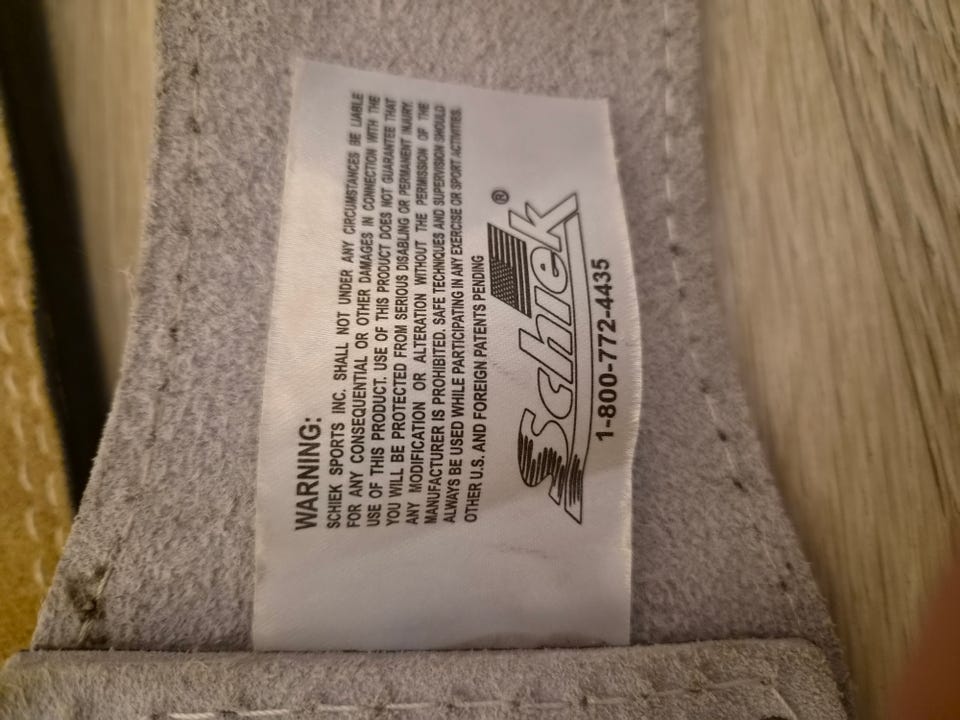 WARNING:
SCHIEK SPORTS INC. SHALL NOT UNDER ANY CIRCUMSTANCES BE LIABLE
FOR ANY CONSEQUENTIAL OR OTHER DAMAGES IN CONNECTION WITH THE
USE OF THIS PRODUCT. USE OF THIS PRODUCT DOES NOT GUARANTEE THAT
YOU WILL BE PROTECTED FROM SERIOUS DISABLING OR PERMANENT INJURY.
ANY MODIFICATION OR ALTERATION WITHOUT THE PERMISSION OF THE
MANUFACTURER IS PROHIBITED. SAFE TECHNIQUES AND SUPERVISION SHOULD
ALWAYS BE USED WHILE PARTICIPATING IN ANY EXERCISE OR SPORT ACTIVITIES.
OTHER U.S. AND FOREIGN PATENTS PENDING
Schiek®
1-800-772-4435